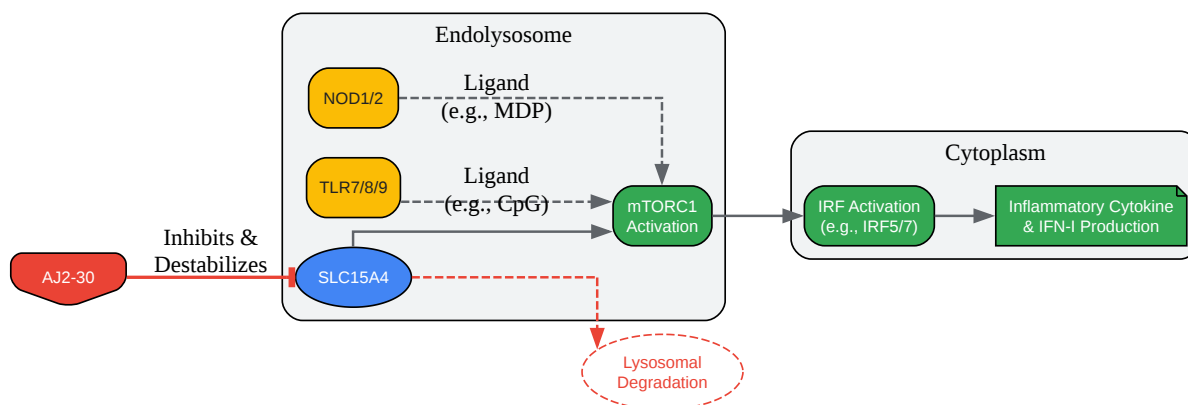 Endolysosome
NOD1/2
Ligand
(e.g., MDP)
TLR7/8/9
Ligand
(e.g., CpG)
mTORC1
Activation
Cytoplasm
IRF Activation
(e.g., IRF5/7)
Inflammatory Cytokine
& IFN-I Production
Inhibits &
Destabilizes
AJ2-30
SLC15A4
Lysosomal
Degradation